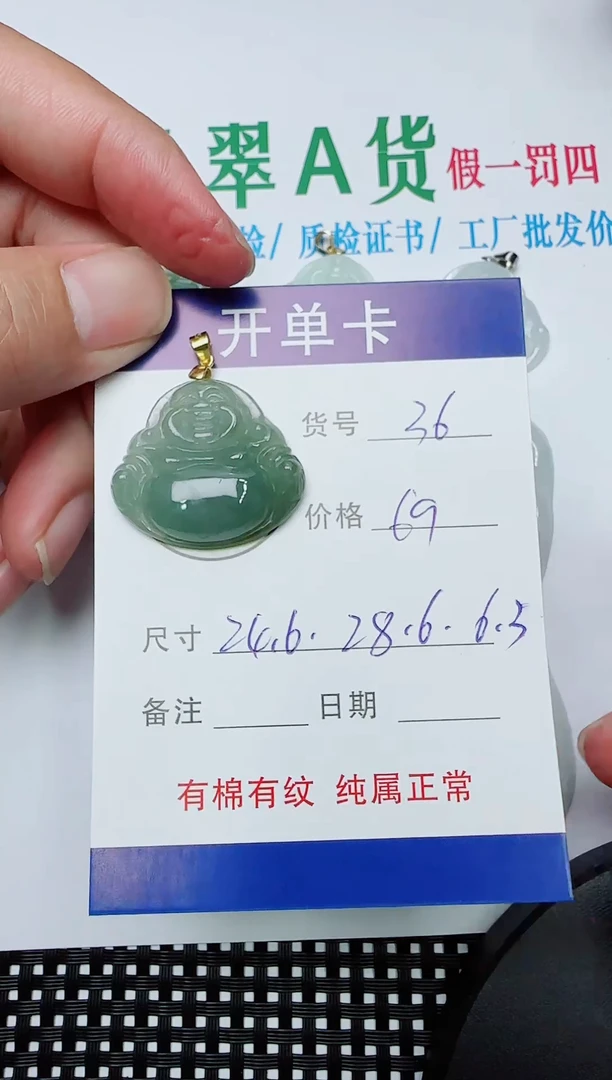 翠A货 假一罚四
检/ 质检证书/ 工厂批发价
开单卡
货号 36
价格 69
尺寸 24.6. 28.6. 6.5
备注 日期
有棉有纹 纯属正常